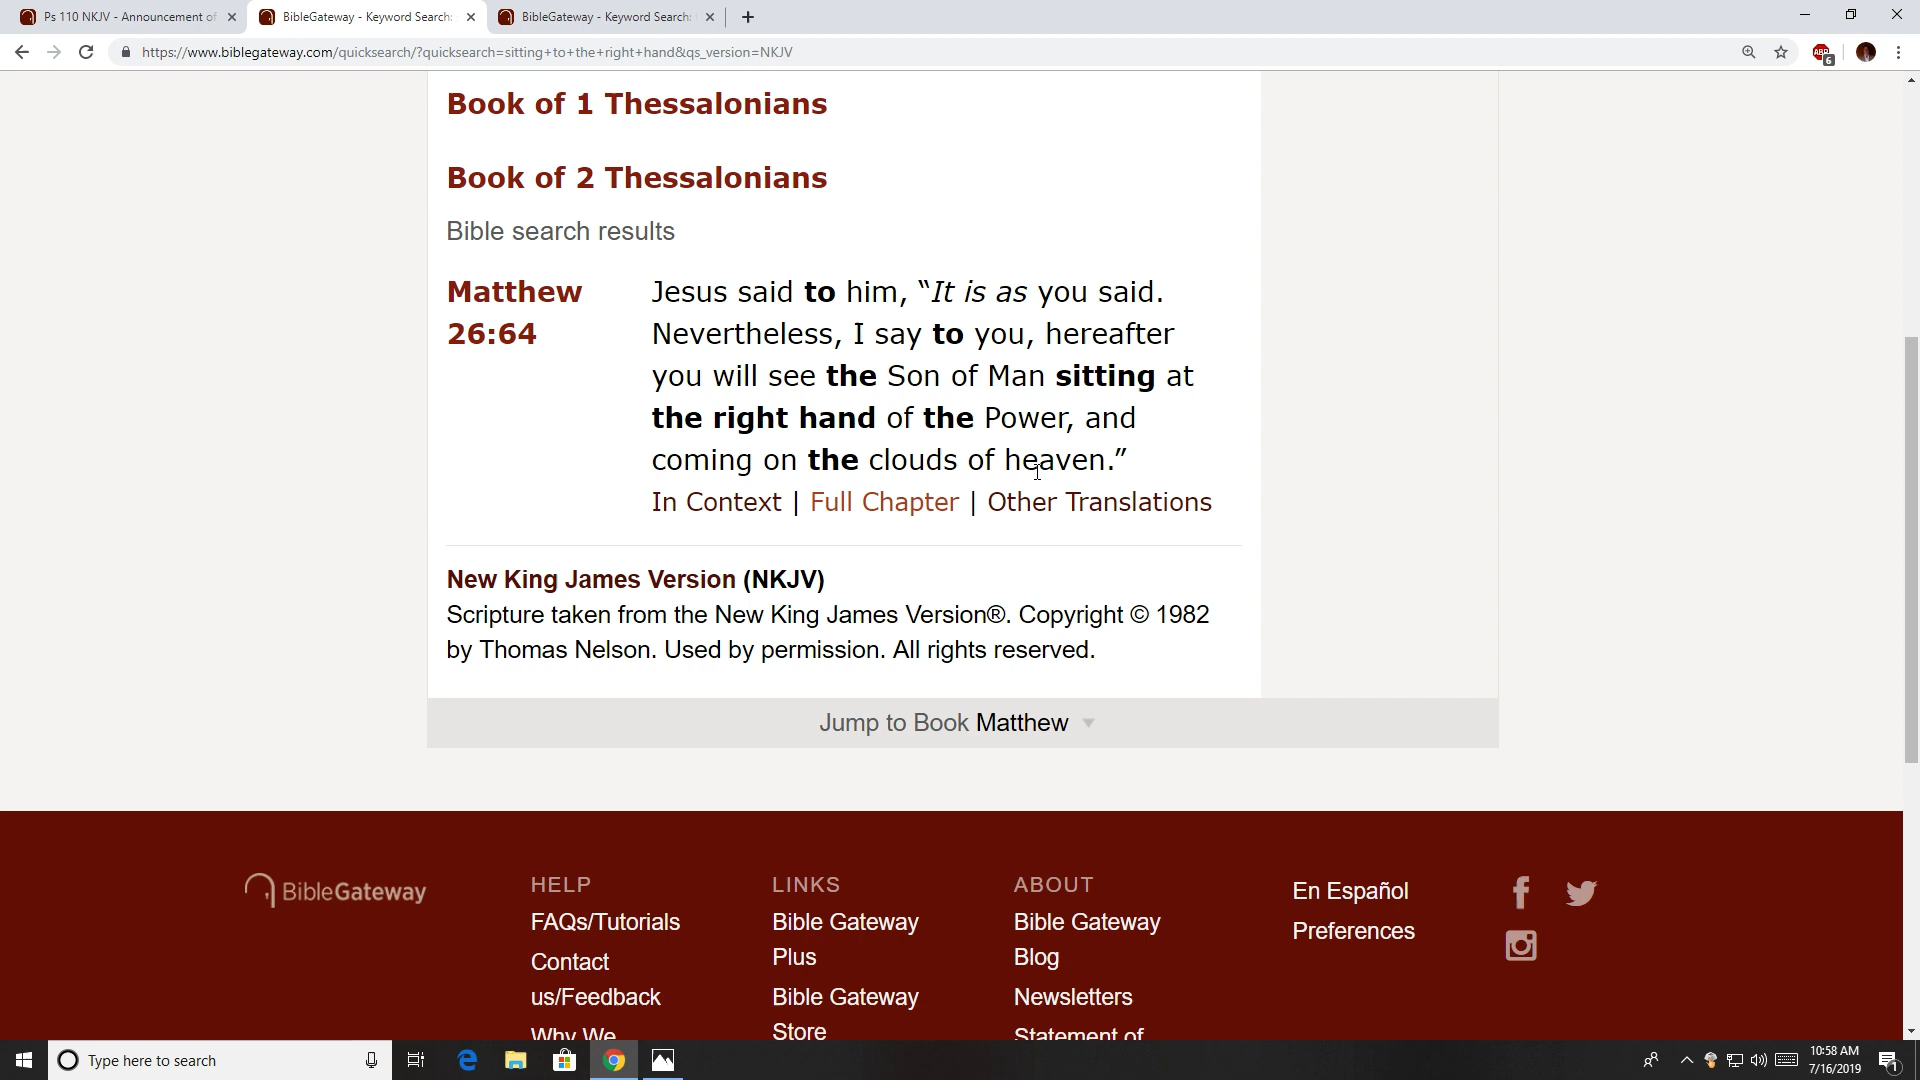 Ps 110 NKJV - Announcement of
BibleGateway - Keyword Search:
BibleGateway - Keyword Search:
https://www.biblegateway.com/quicksearch/?quicksearch=sitting+to+the+right+hand&qs_version=NKJV
ABP
6
Book of 1 Thessalonians
Book of 2 Thessalonians
Bible search results
Matthew
26:64
Jesus said to him, “It is as you said.
Nevertheless, I say to you, hereafter
you will see the Son of Man sitting at
the right hand of the Power, and
coming on the clouds of heaven.”
In Context | Full Chapter | Other Translations
New King James Version (NKJV)
Scripture taken from the New King James Version®. Copyright © 1982
by Thomas Nelson. Used by permission. All rights reserved.
Jump to Book Matthew
BibleGateway
HELP
FAQs/Tutorials
Contact
us/Feedback
Why We
LINKS
Bible Gateway
Plus
Bible Gateway
Store
ABOUT
Bible Gateway
Blog
Newsletters
Statement of
En Español
Preferences
Type here to search
10:58 AM
7/16/2019
1